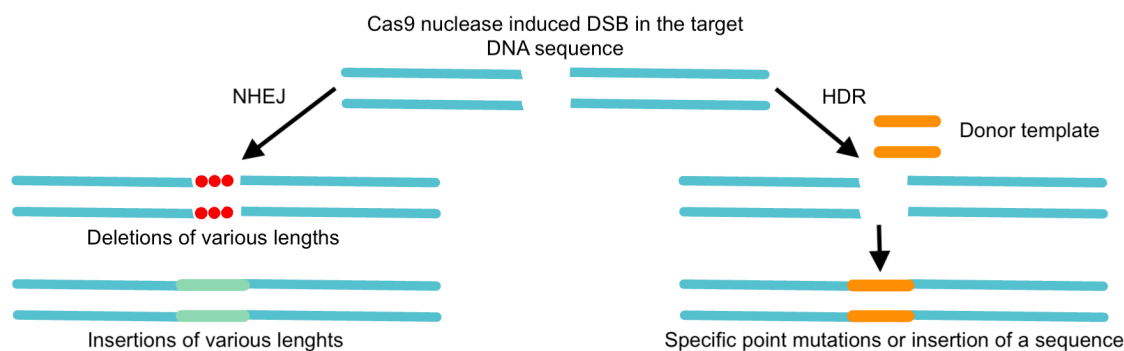 Cas9 nuclease induced DSB in the target
DNA sequence
NHEJ
HDR
Donor template
Deletions of various lengths
Insertions of various lenghts
Specific point mutations or insertion of a sequence